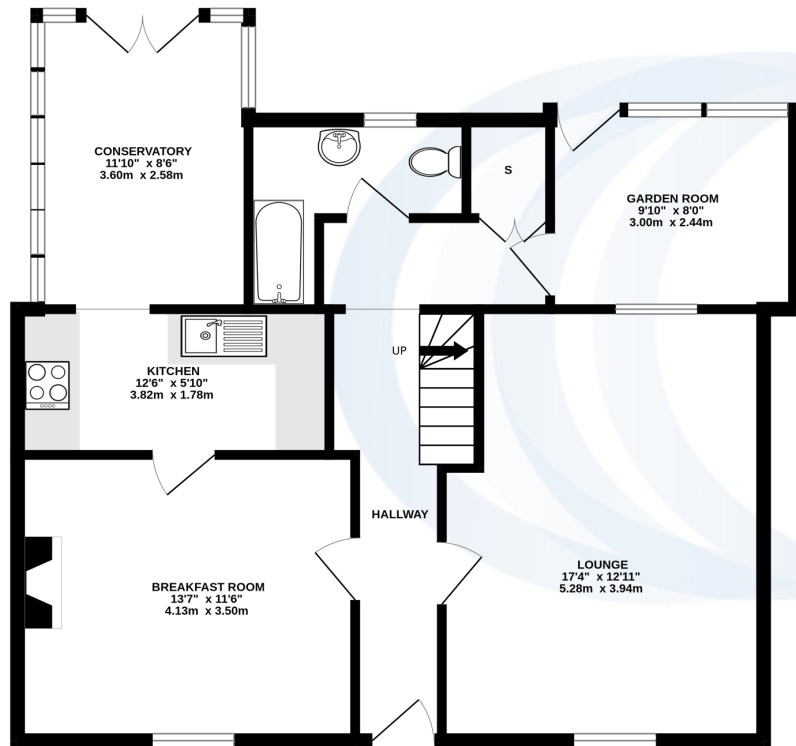 CONSERVATORY
11'10" x 8'6"
3.60m x 2.58m
S
GARDEN ROOM
9'10" x 8'0"
3.00m x 2.44m
KITCHEN
12'6" x 5'10"
3.82m x 1.78m
UP
HALLWAY
BREAKFAST ROOM
13'7" x 11'6"
4.13m x 3.50m
LOUNGE
17'4" x 12'11"
5.28m x 3.94m